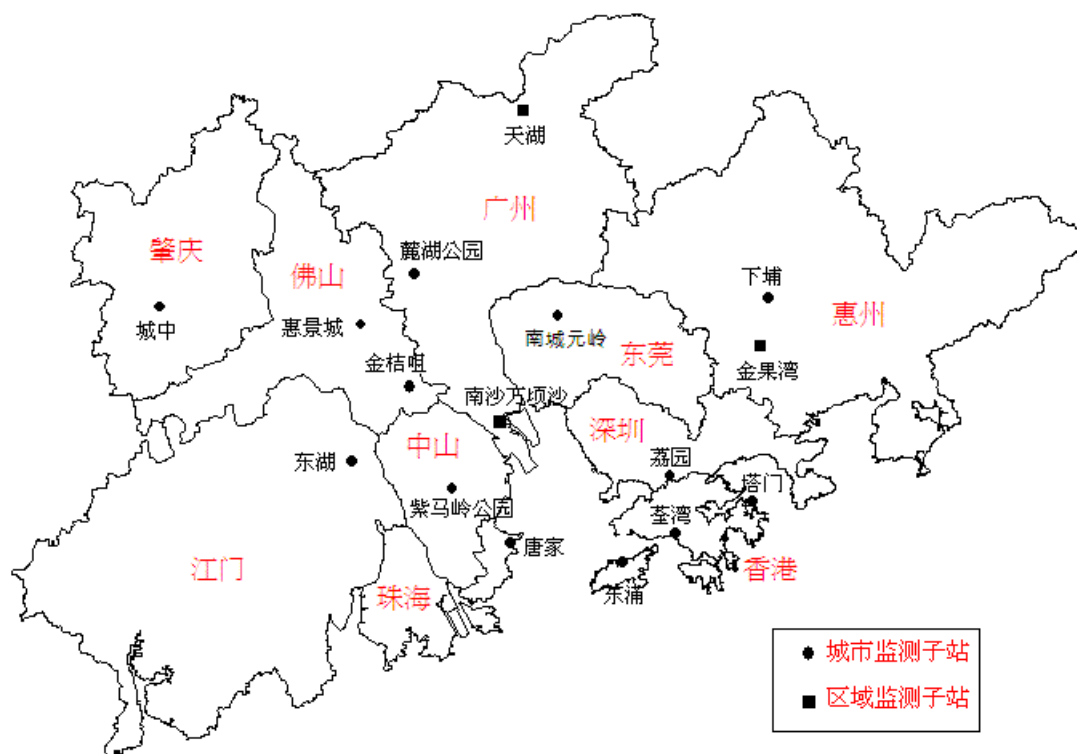 天湖
广州
肇庆
麓湖公园
佛山
下埔
惠州
城中
惠景城
南城元岭
东莞
金桔咀
金果湾
南沙万顷沙
深圳
中山
东湖
荔园
塔门
紫马岭公园
荃湾
唐家
江门
香港
珠海
东涌
城市监测子站
区域监测子站